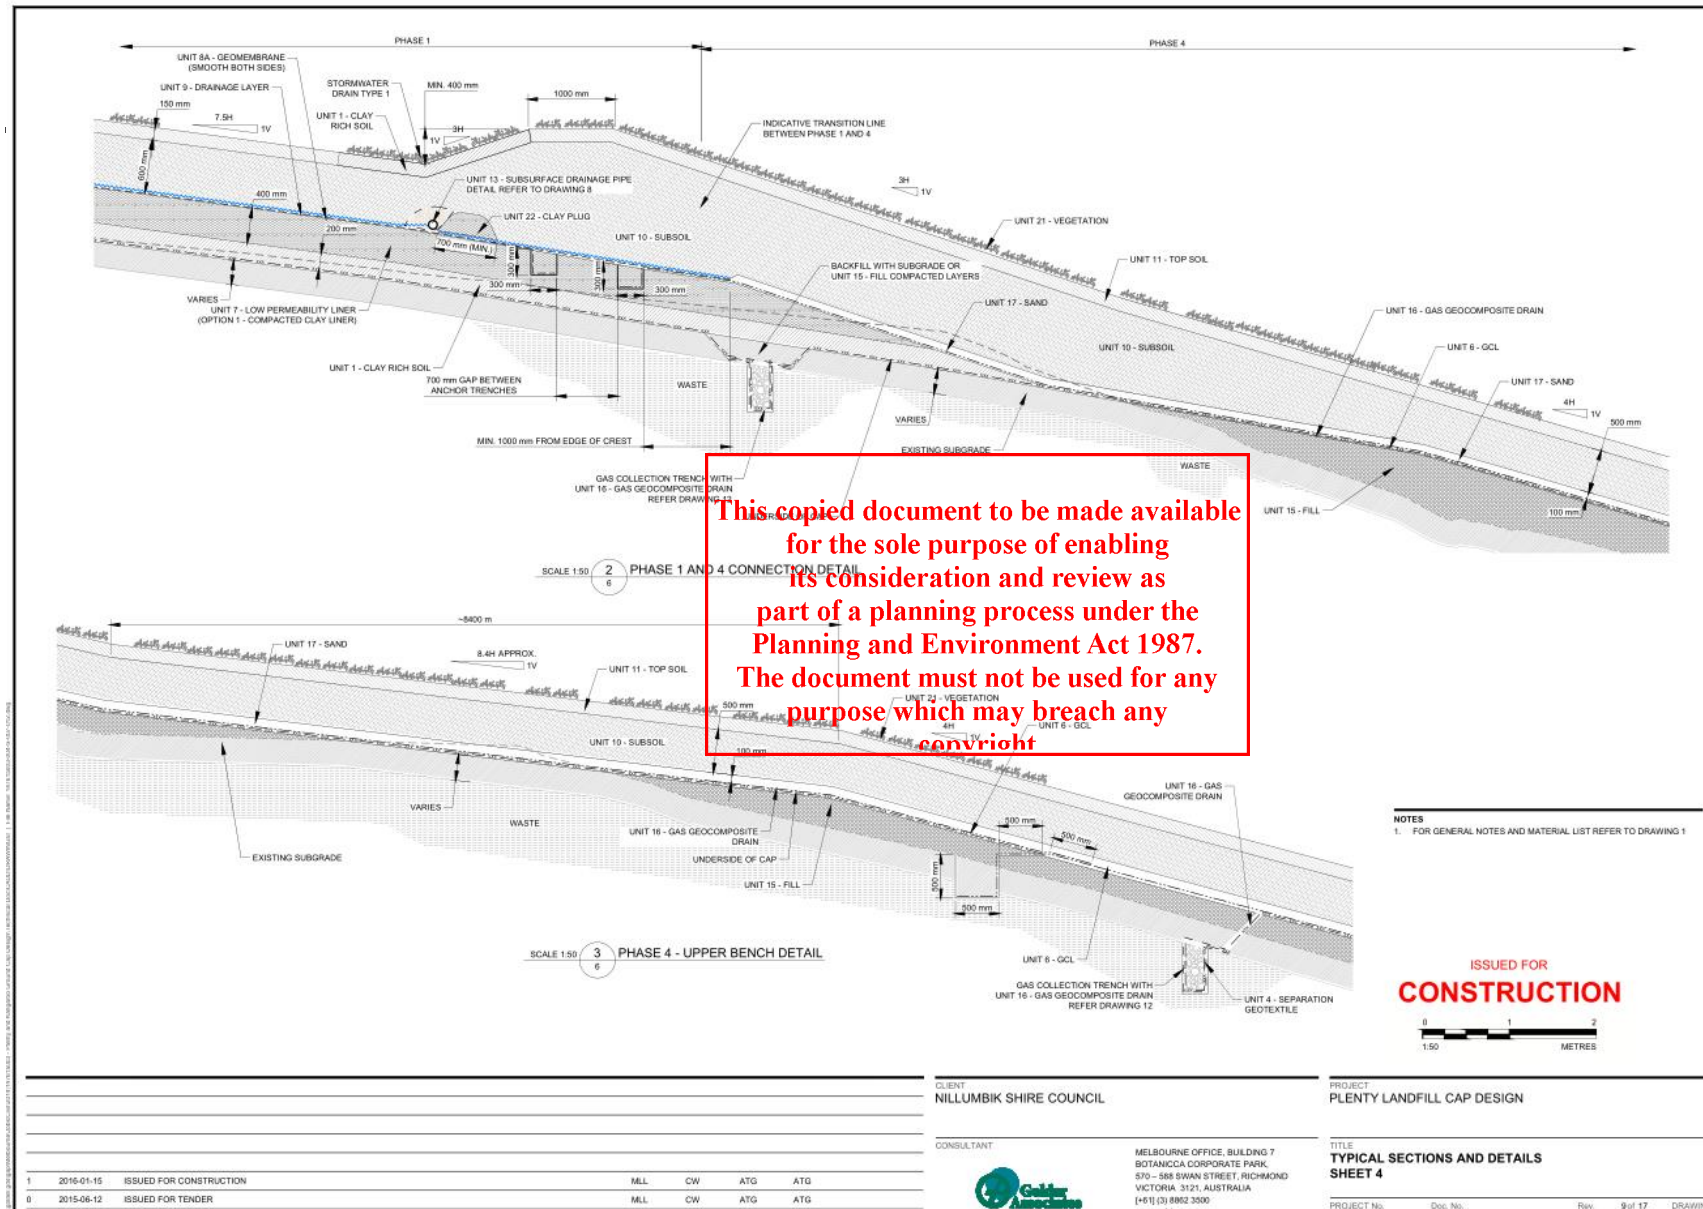 PHASE 1
PHASE 4
UNIT 8A - GEOMEMBRANE
(SMOOTH BOTH SIDES)
UNIT 9 - DRAINAGE LAYER
150 mm
7.5H
1V
STORMWATER
DRAIN TYPE 1
UNIT 1 - CLAY
RICH SOIL
MIN. 400 mm
3H
1V
1000 mm
INDICATIVE TRANSITION LINE
BETWEEN PHASE 1 AND 4
600 mm
400 mm
200 mm
UNIT 13 - SUBSURFACE DRAINAGE PIPE
DETAIL REFER TO DRAWING 8
UNIT 22 - CLAY PLUG
700 mm (MIN.)
UNIT 10 - SUBSOIL
300 mm
300 mm
300 mm
300 mm
3H
1V
UNIT 21 - VEGETATION
UNIT 11 - TOP SOIL
BACKFILL WITH SUBGRADE OR
UNIT 15 - FILL COMPACTED LAYERS
UNIT 17 - SAND
UNIT 16 - GAS GEOCOMPOSITE DRAIN
UNIT 10 - SUBSOIL
UNIT 6 - GCL
UNIT 17 - SAND
4H
1V
500 mm
VARIES
UNIT 7 - LOW PERMEABILITY LINER
(OPTION 1 - COMPACTED CLAY LINER)
UNIT 1 - CLAY RICH SOIL
700 mm GAP BETWEEN
ANCHOR TRENCHES
WASTE
VARIES
MIN. 1000 mm FROM EDGE OF CREST
EXISTING SUBGRADE
WASTE
GAS COLLECTION TRENCH WITH
UNIT 16 - GAS GEOCOMPOSITE DRAIN
REFER DRAWING 12
UNIT 15 - FILL
100 mm
SCALE 1:50
2
6
PHASE 1 AND 4 CONNECTION DETAIL
This copied document to be made available
for the sole purpose of enabling
its consideration and review as
part of a planning process under the
Planning and Environment Act 1987.
The document must not be used for any
purpose which may breach any
copyright
~8400 m
UNIT 17 - SAND
8.4H APPROX.
1V
UNIT 11 - TOP SOIL
UNIT 21 - VEGETATION
500 mm
4H
1V
UNIT 6 - GCL
UNIT 10 - SUBSOIL
100 mm
UNIT 16 - GAS
GEOCOMPOSITE DRAIN
VARIES
WASTE
UNIT 16 - GAS GEOCOMPOSITE
DRAIN
UNDERSIDE OF CAP
UNIT 15 - FILL
EXISTING SUBGRADE
500 mm
500 mm
500 mm
500 mm
UNIT 6 - GCL
GAS COLLECTION TRENCH WITH
UNIT 16 - GAS GEOCOMPOSITE DRAIN
REFER DRAWING 12
UNIT 4 - SEPARATION
GEOTEXTILE
SCALE 1:50
3
6
PHASE 4 - UPPER BENCH DETAIL
NOTES
1. FOR GENERAL NOTES AND MATERIAL LIST REFER TO DRAWING 1
ISSUED FOR
CONSTRUCTION
0 1 2
1:50 METRES
1 2016-01-15 ISSUED FOR CONSTRUCTION MLL CW ATG ATG
0 2015-06-12 ISSUED FOR TENDER MLL CW ATG ATG
CLIENT
NILLUMBIK SHIRE COUNCIL
CONSULTANT
Golder
Associates
MELBOURNE OFFICE, BUILDING 7
BOTANICCA CORPORATE PARK,
570 – 588 SWAN STREET, RICHMOND
VICTORIA 3121, AUSTRALIA
[+61] (3) 8862 3500
PROJECT
PLENTY LANDFILL CAP DESIGN
TITLE
TYPICAL SECTIONS AND DETAILS
SHEET 4
PROJECT No. Doc. No. Rev. 9 of 17 DRAWIN